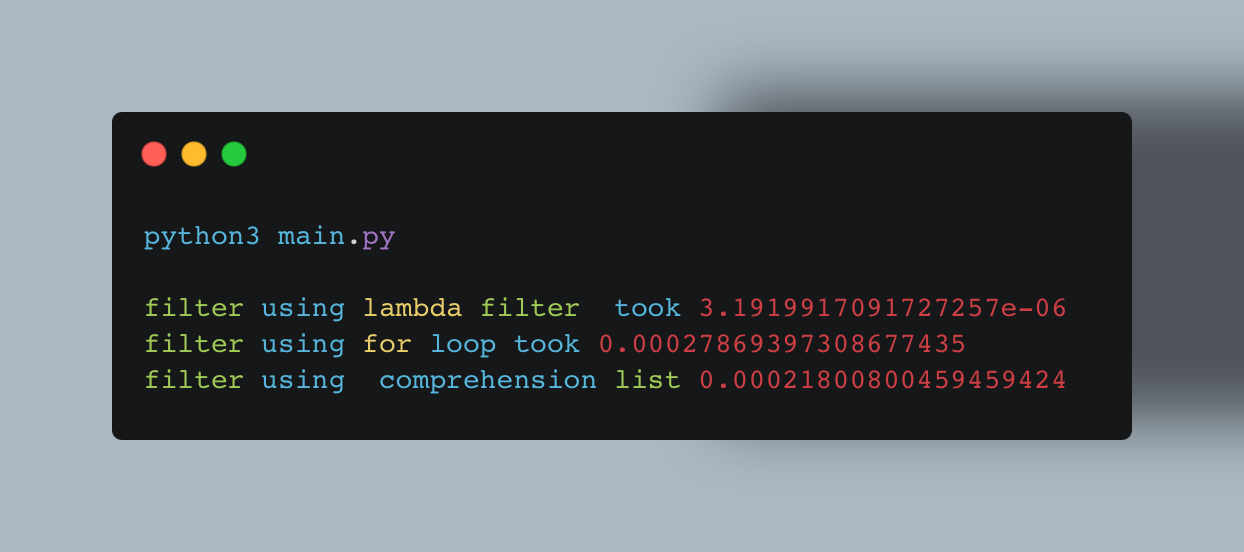 python3 main.py
filter using lambda filter  took 3.1919917091727257e-06
filter using for loop took 0.00027869397308677435
filter using  comprehension list 0.00021800800459459424